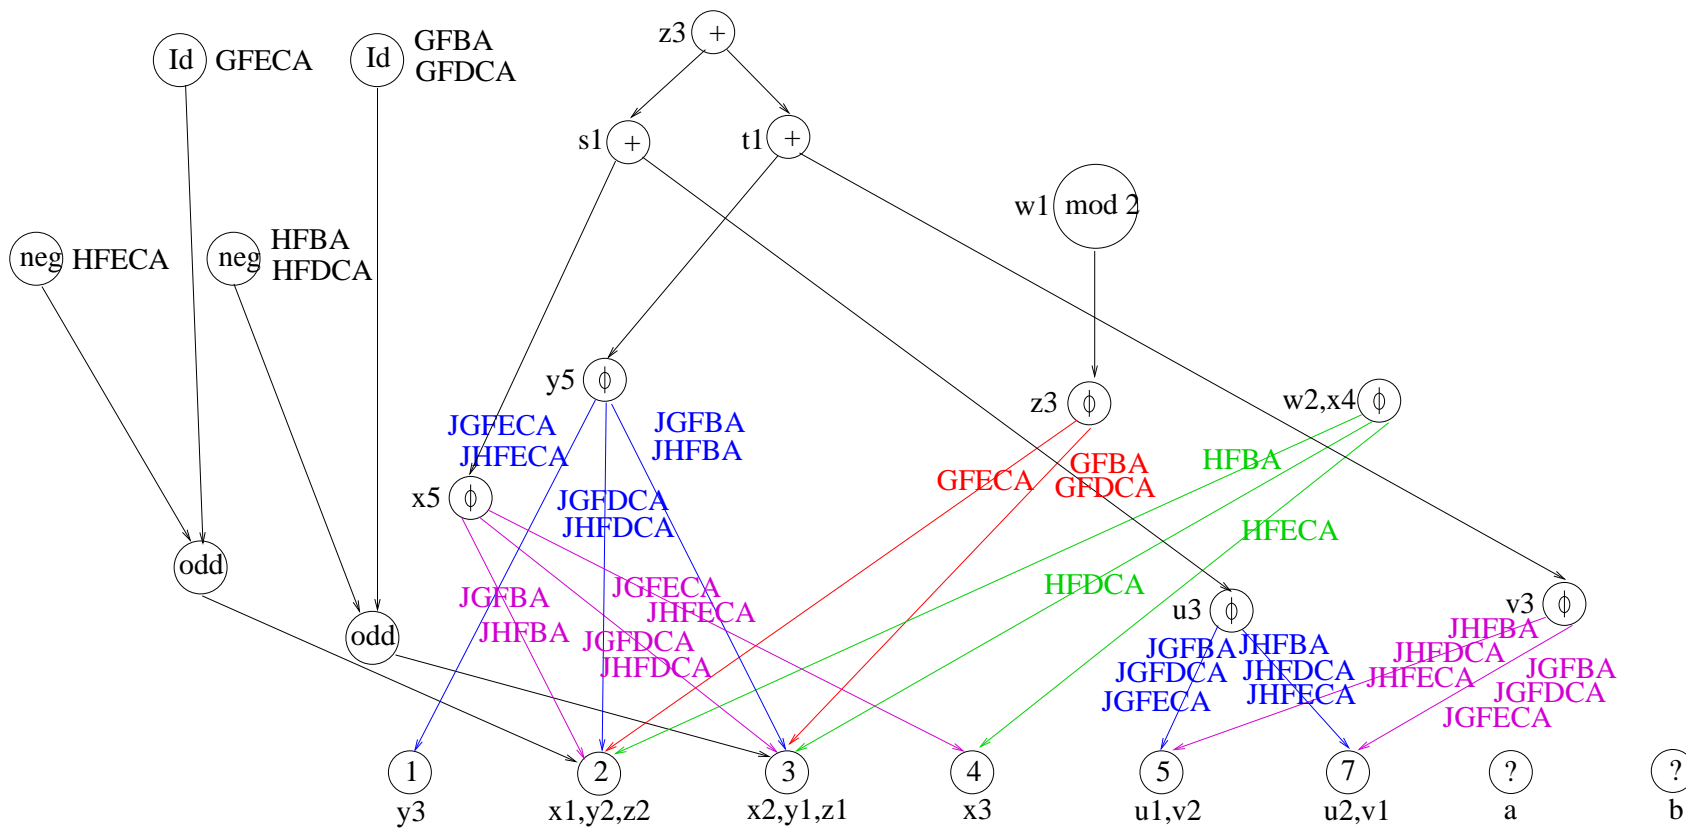 z3 +
Id GFECA
Id GFBA
GFDCA
s1 +
t1 +
w1 mod 2
neg HFECA
neg HFBA
HFDCA
y5 ϕ
z3 ϕ
w2,x4 ϕ
JGFECA
JHFECA
JGFBA
JHFBA
HFBA
GFECA
GFBA
GFDCA
x5 ϕ
JGFDCA
JHFDCA
HFECA
odd
HFDCA
JGFBA
JHFBA
JGFECA
JHFECA
JGFDCA
JHFDCA
odd
u3 ϕ
v3 ϕ
JGFBA
JGFDCA
JGFECA
JHFBA
JHFDCA
JHFECA
JHFBA
JHFDCA
JHFECA
JGFBA
JGFDCA
JGFECA
1 2 3 4 5 7 ? ?
y3 x1,y2,z2 x2,y1,z1 x3 u1,v2 u2,v1 a b